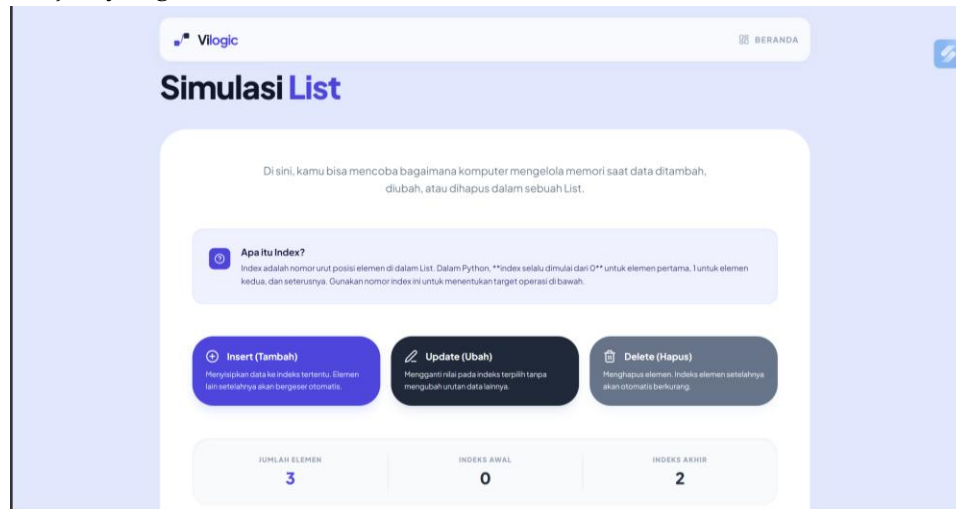 Vilogic
BERANDA
Simulasi List
Di sini, kamu bisa mencoba bagaimana komputer mengelola memori saat data ditambah,
diubah, atau dihapus dalam sebuah List.
Apa itu Index?
Index adalah nomor urut posisi elemen di dalam List. Dalam Python, **index selalu dimulai dari 0** untuk elemen pertama, 1 untuk elemen
kedua, dan seterusnya. Gunakan nomor index ini untuk menentukan target operasi di bawah.
Insert (Tambah)
Menyisipkan data ke indeks tertentu. Elemen
lain setelahnya akan bergeser otomatis.
Update (Ubah)
Mengganti nilai pada indeks terpilih tanpa
mengubah urutan data lainnya.
Delete (Hapus)
Menghapus elemen. Indeks elemen setelahnya
akan otomatis berkurang.
JUMLAH ELEMEN
3
INDEKS AWAL
0
INDEKS AKHIR
2